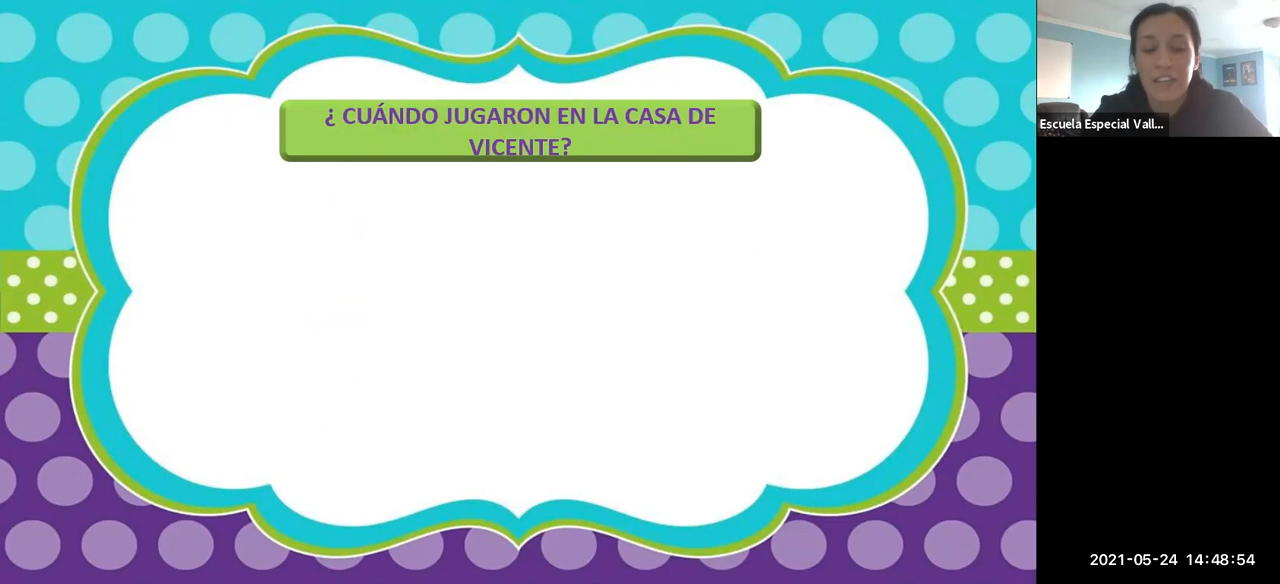 ¿ CUÁNDO JUGARON EN LA CASA DE
VICENTE?
Escuela Especial Vall...
2021-05-24 14:48:54